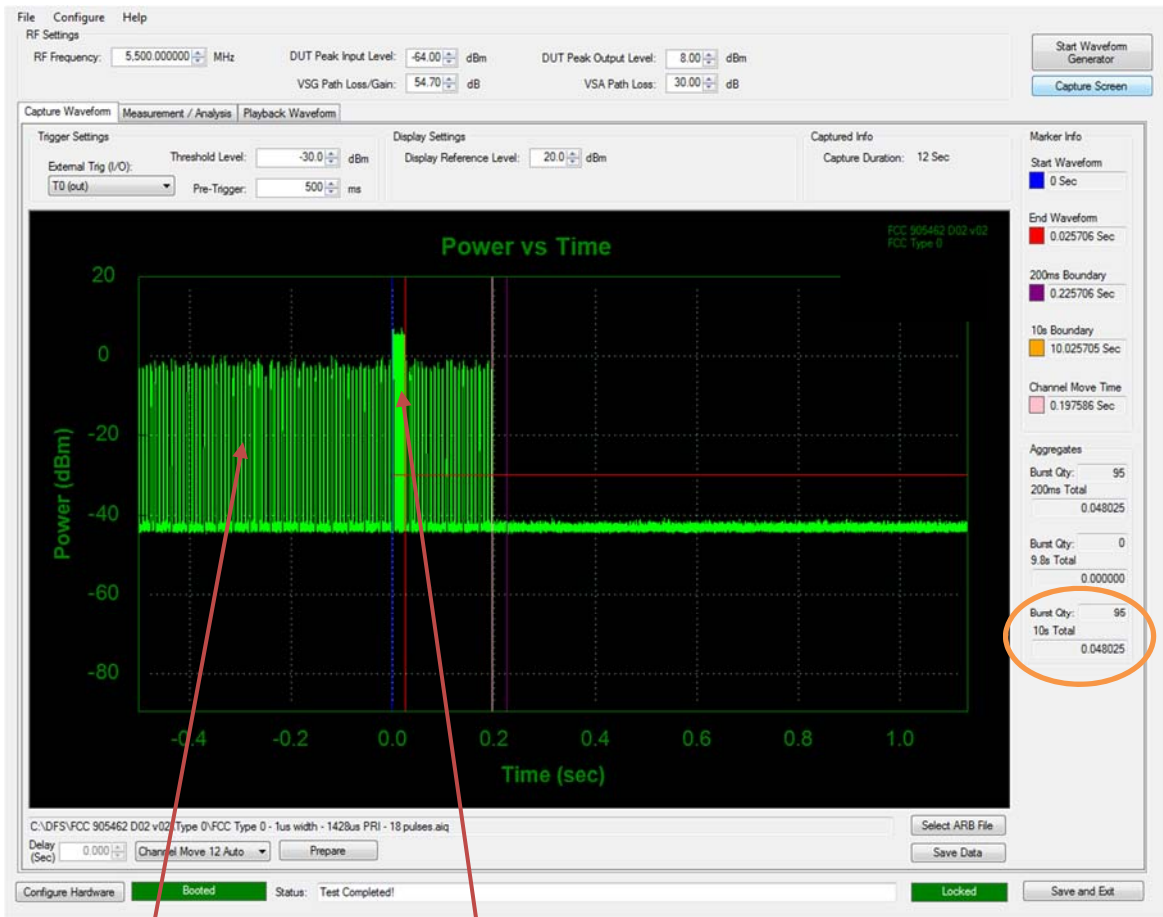 File Configure Help
RF Settings
RF Frequency: 5,500.000000 MHz
DUT Peak Input Level: -64.00 dBm
DUT Peak Output Level: 8.00 dBm
VSG Path Loss/Gain: 54.70 dB
VSA Path Loss: 30.00 dB
Start Waveform Generator
Capture Screen
Capture Waveform Measurement / Analysis Playback Waveform
Trigger Settings
External Trig (I/O):
T0 (out)
Threshold Level: -30.0 dBm
Pre-Trigger: 500 ms
Display Settings
Display Reference Level: 20.0 dBm
Captured Info
Capture Duration: 12 Sec
Marker Info
Start Waveform
0 Sec
End Waveform
0.025706 Sec
200ms Boundary
0.225706 Sec
10s Boundary
10.025705 Sec
Channel Move Time
0.197586 Sec
Aggregates
Burst Qty: 95
200ms Total
0.048025
Burst Qty: 0
9.8s Total
0.000000
Burst Qty: 95
10s Total
0.048025
Power vs Time
FCC 905462 D02 v02
FCC Type 0
Power (dBm)
20
0
-20
-40
-60
-80
-0.4 -0.2 0.0 0.2 0.4 0.6 0.8 1.0
Time (sec)
C:\DFS\FCC 905462 D02 v02\Type 0\FCC Type 0 - 1us width - 1428us PRI - 18 pulses.aiq
Select ARB File
Delay (Sec) 0.000
Channel Move 12 Auto
Prepare
Save Data
Configure Hardware
Booted
Status: Test Completed!
Locked
Save and Exit